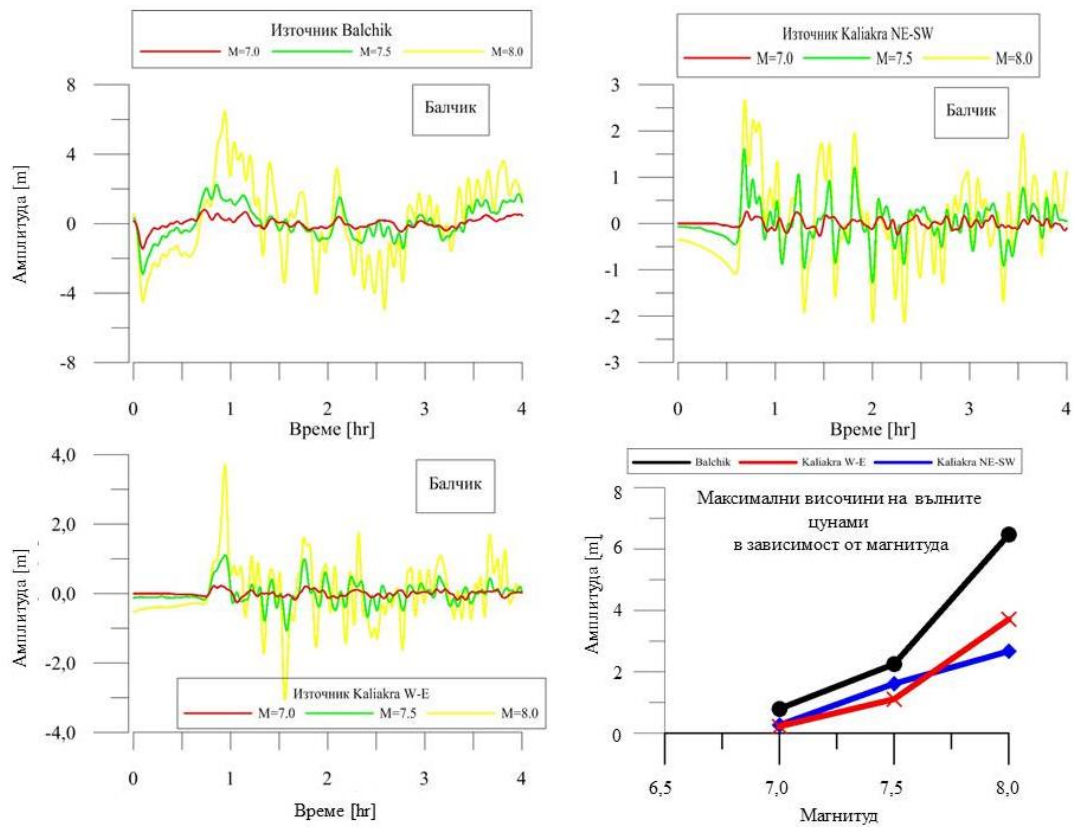 Източник Balchik
M=7.0 M=7.5 M=8.0
Балчик
8
4
0
-4
-8
Амплитуда [m]
0 1 2 3 4
Време [hr]
Източник Kaliakra NE-SW
M=7.0 M=7.5 M=8.0
Балчик
3
2
1
0
-1
-2
-3
0 1 2 3 4
Време [hr]
4,0
2,0
0,0
-2,0
-4,0
Амплитуда [m]
Балчик
Източник Kaliakra W-E
M=7.0 M=7.5 M=8.0
0 1 2 3 4
Време [hr]
Balchik Kaliakra W-E Kaliakra NE-SW
Максимални височини на вълните
цунами
в зависимост от магнитуда
8
6
4
2
0
Амплитуда [m]
6,5 7,0 7,5 8,0
Магнитуд